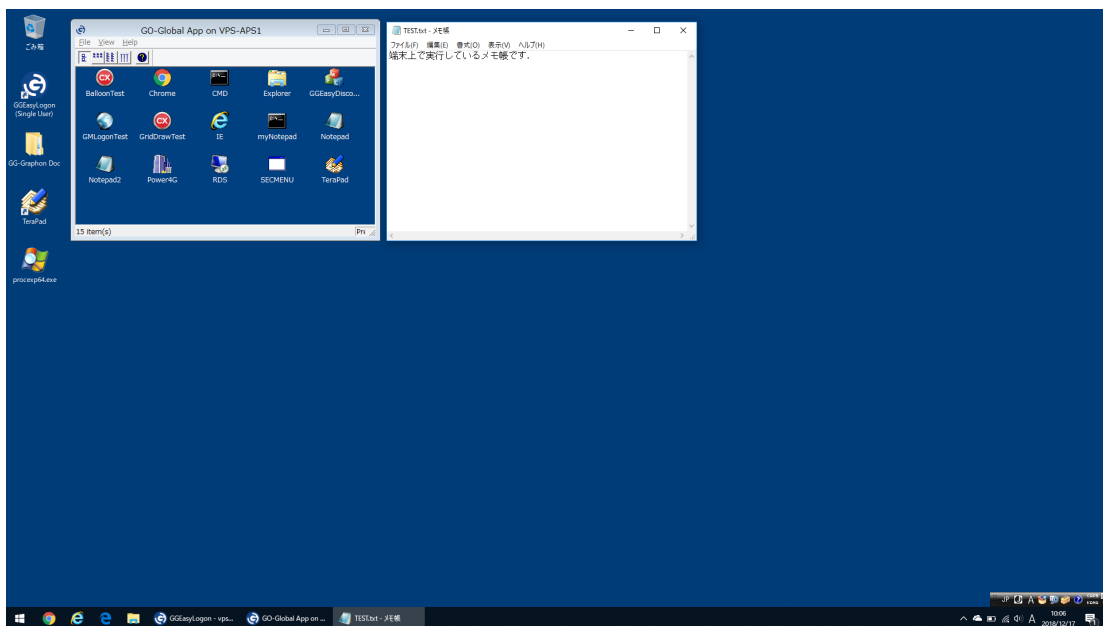 ごみ箱
GGEasyLogon
(Single User)
GG-Graphon Doc
TeraPad
procexp64.exe
GO-Global App on VPS-APS1
File View Help
BalloonTest Chrome CMD Explorer GGEasyDisco...
GMLogonTest GridDrawTest IE myNotepad Notepad
Notepad2 Power4G RDS SECMENU TeraPad
15 item(s)
TEST.txt - メモ帳
ファイル(F) 編集(E) 書式(O) 表示(V) ヘルプ(H)
端末上で実行しているメモ帳です.
JP A
GGEasyLogon - vps...
GO-Global App on ...
TEST.txt - メモ帳
A
10:06
2018/12/17